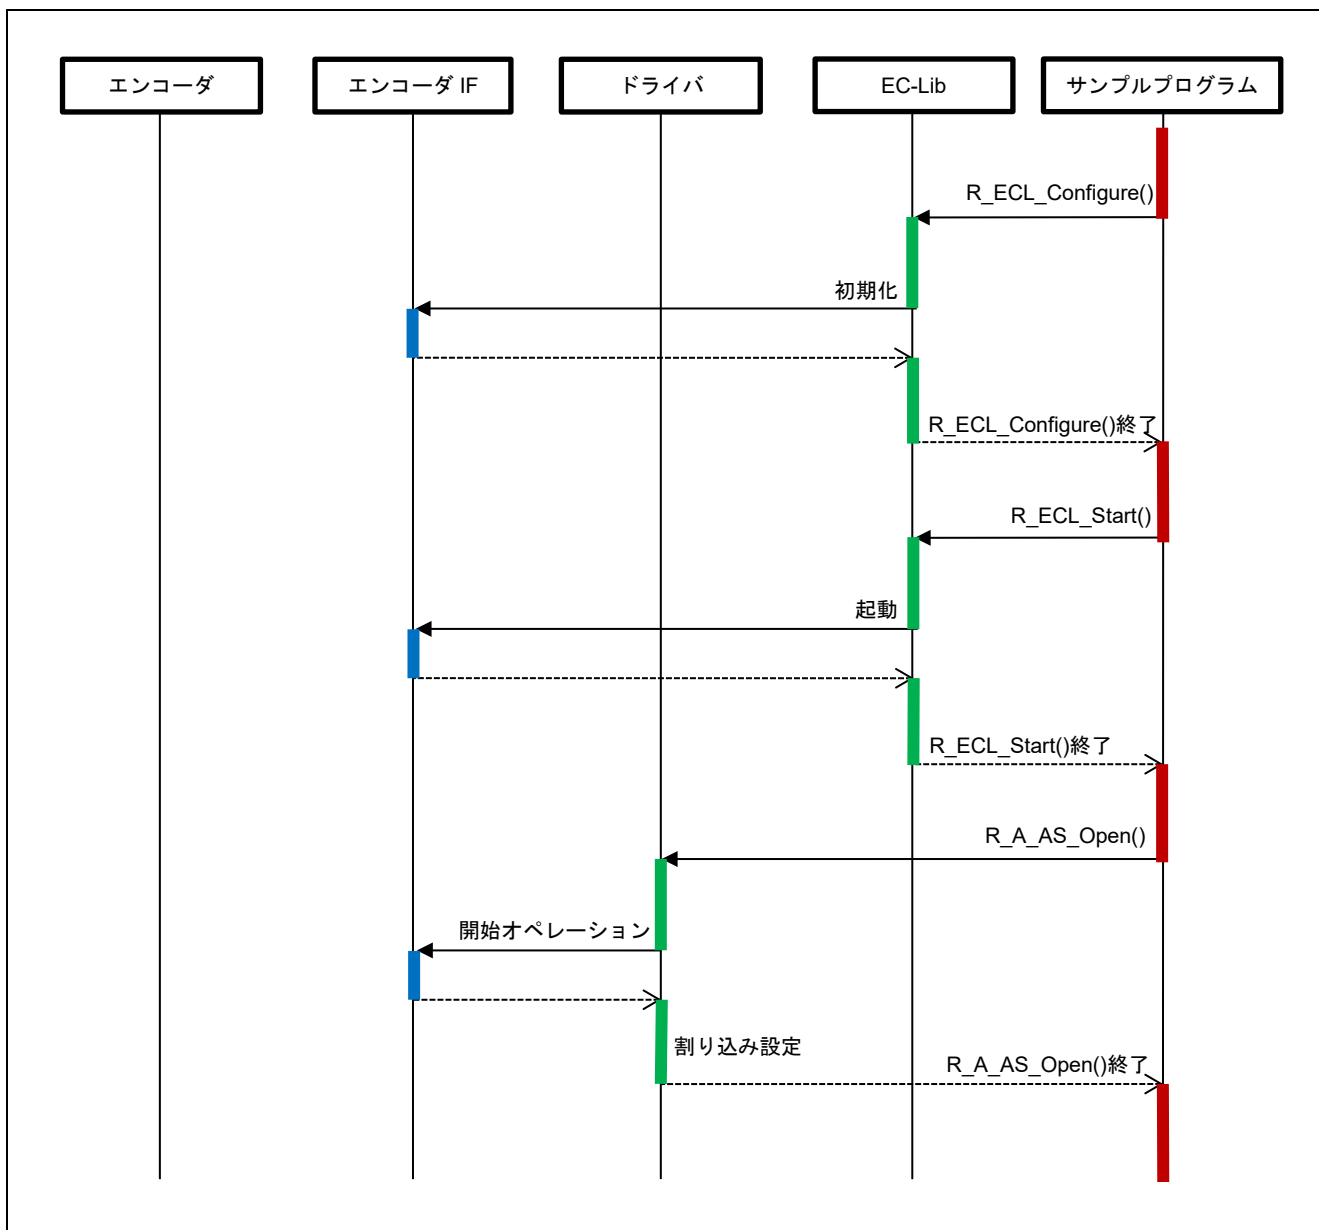 エンコーダ
エンコーダ IF
ドライバ
EC-Lib
サンプルプログラム
R_ECL_Configure()
初期化
R_ECL_Configure()終了
R_ECL_Start()
起動
R_ECL_Start()終了
R_A_AS_Open()
開始オペレーション
割り込み設定
R_A_AS_Open()終了